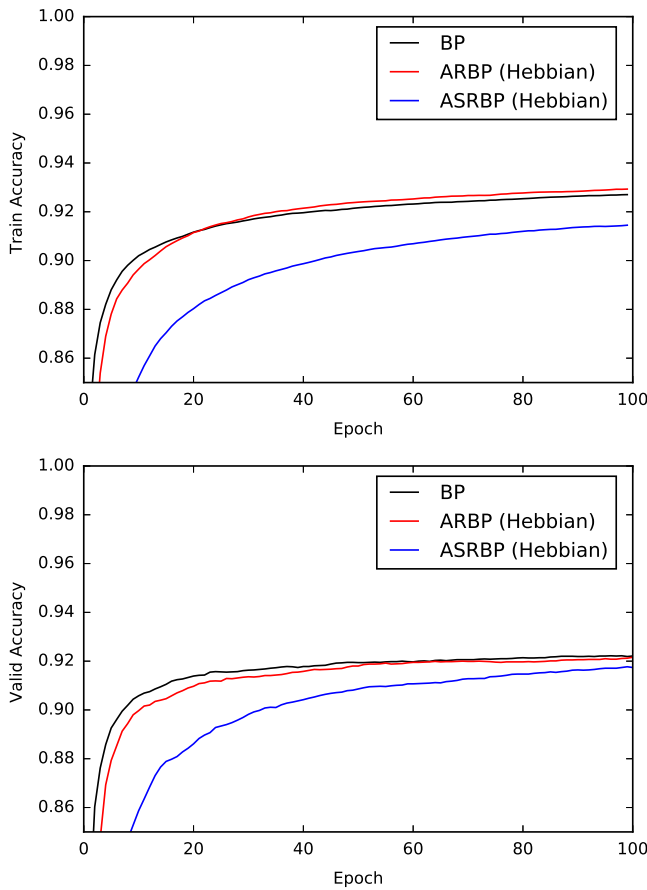 1.00
0.98
0.96
0.94
0.92
0.90
0.88
0.86
Train Accuracy
BP
ARBP (Hebbian)
ASRBP (Hebbian)
0 20 40 60 80 100
Epoch
1.00
0.98
0.96
0.94
0.92
0.90
0.88
0.86
Valid Accuracy
BP
ARBP (Hebbian)
ASRBP (Hebbian)
0 20 40 60 80 100
Epoch